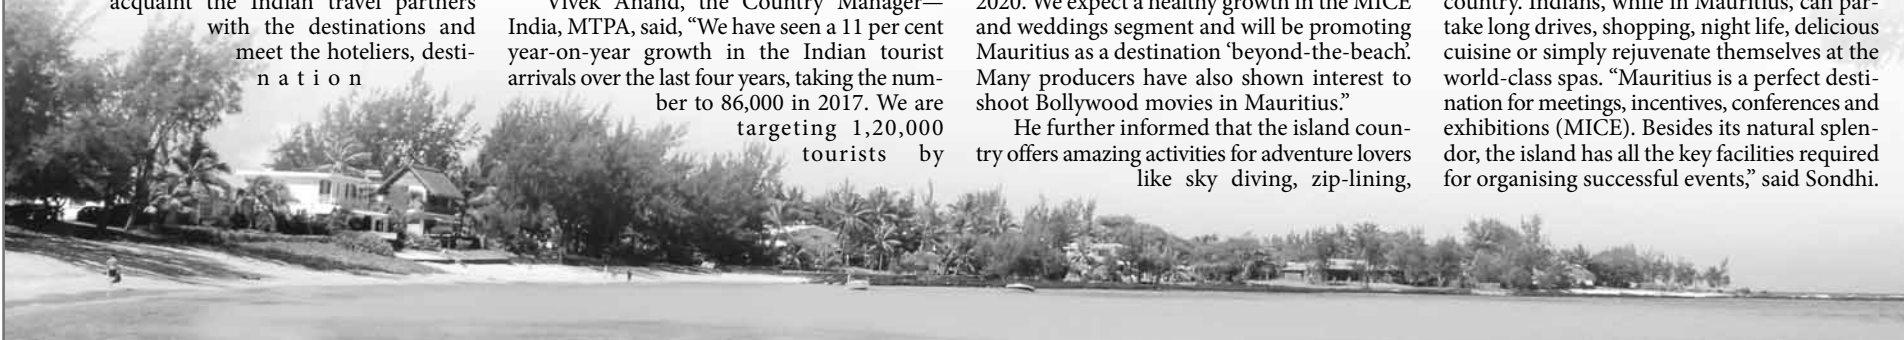 acquaint the Indian travel partners
with the destinations and
meet the hoteliers, desti-
nation
Vivek Anand, the Country Manager—
India, MTPA, said, “We have seen a 11 per cent
year-on-year growth in the Indian tourist
arrivals over the last four years, taking the num-
ber to 86,000 in 2017. We are
targeting 1,20,000
tourists by
2020. We expect a healthy growth in the MICE
and weddings segment and will be promoting
Mauritius as a destination ‘beyond-the-beach’.
Many producers have also shown interest to
shoot Bollywood movies in Mauritius.”
He further informed that the island coun-
try offers amazing activities for adventure lovers
like sky diving, zip-lining,
country. Indians, while in Mauritius, can par-
take long drives, shopping, night life, delicious
cuisine or simply rejuvenate themselves at the
world-class spas. “Mauritius is a perfect desti-
nation for meetings, incentives, conferences and
exhibitions (MICE). Besides its natural splen-
dor, the island has all the key facilities required
for organising successful events,” said Sondhi.